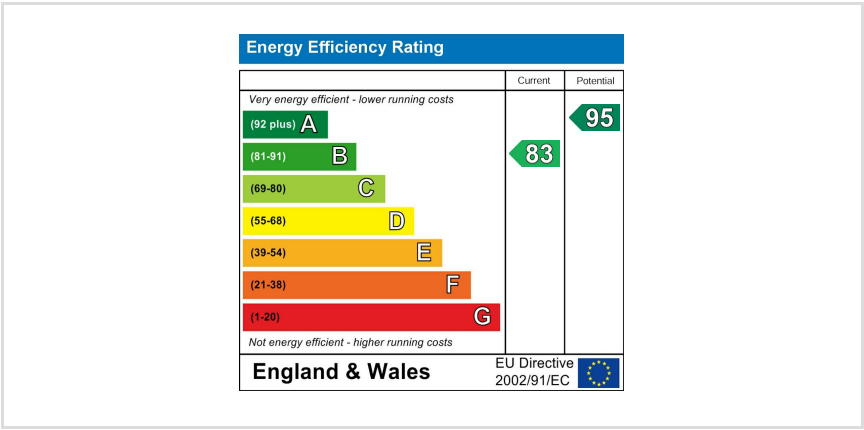 Energy Efficiency Rating
Current Potential
Very energy efficient - lower running costs
(92 plus) A
95
(81-91) B
83
(69-80) C
(55-68) D
(39-54) E
(21-38) F
(1-20) G
Not energy efficient - higher running costs
England & Wales
EU Directive
2002/91/EC